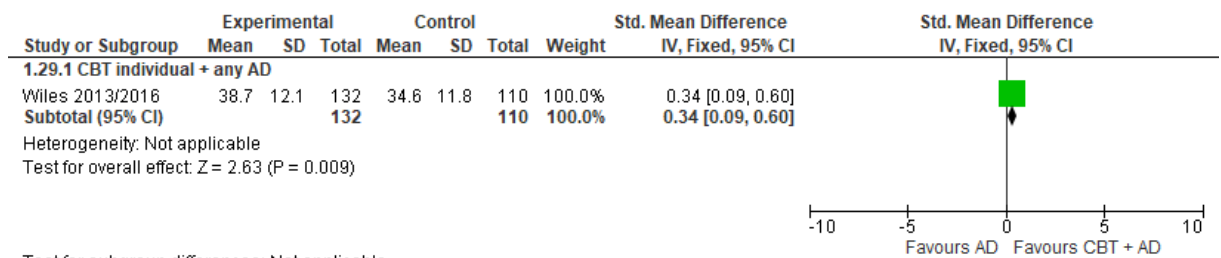 Experimental Control Std. Mean Difference Std. Mean Difference
Study or Subgroup Mean SD Total Mean SD Total Weight IV, Fixed, 95% CI IV, Fixed, 95% CI
1.29.1 CBT individual + any AD
Wiles 2013/2016 38.7 12.1 132 34.6 11.8 110 100.0% 0.34 [0.09, 0.60]
Subtotal (95% CI) 132 110 100.0% 0.34 [0.09, 0.60]
Heterogeneity: Not applicable
Test for overall effect: Z = 2.63 (P = 0.009)
-10 -5 0 5 10
Favours AD Favours CBT + AD